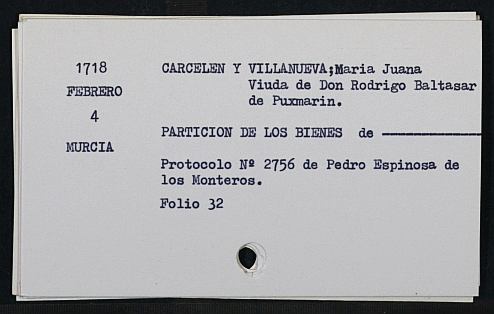 1718
FEBRERO
4
MURCIA
CARCELEN Y VILLANUEVA;Maria Juana
Viuda de Don Rodrigo Baltasar
de Puxmarin.
PARTICION DE LOS BIENES de ----------------
Protocolo Nº 2756 de Pedro Espinosa de
los Monteros.
Folio 32